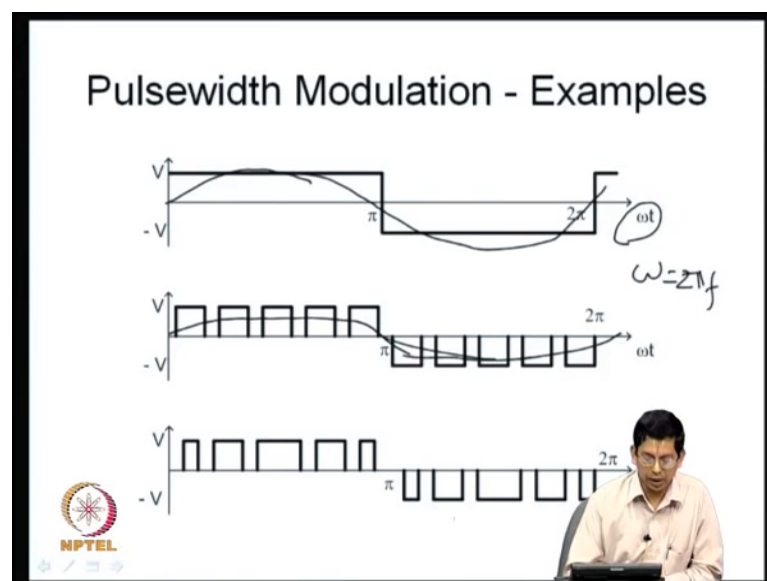 Pulsewidth Modulation - Examples
V
- V
π
2π
ωt
ω=2πf
V
- V
π
2π
ωt
V
- V
π
2π
NPTEL